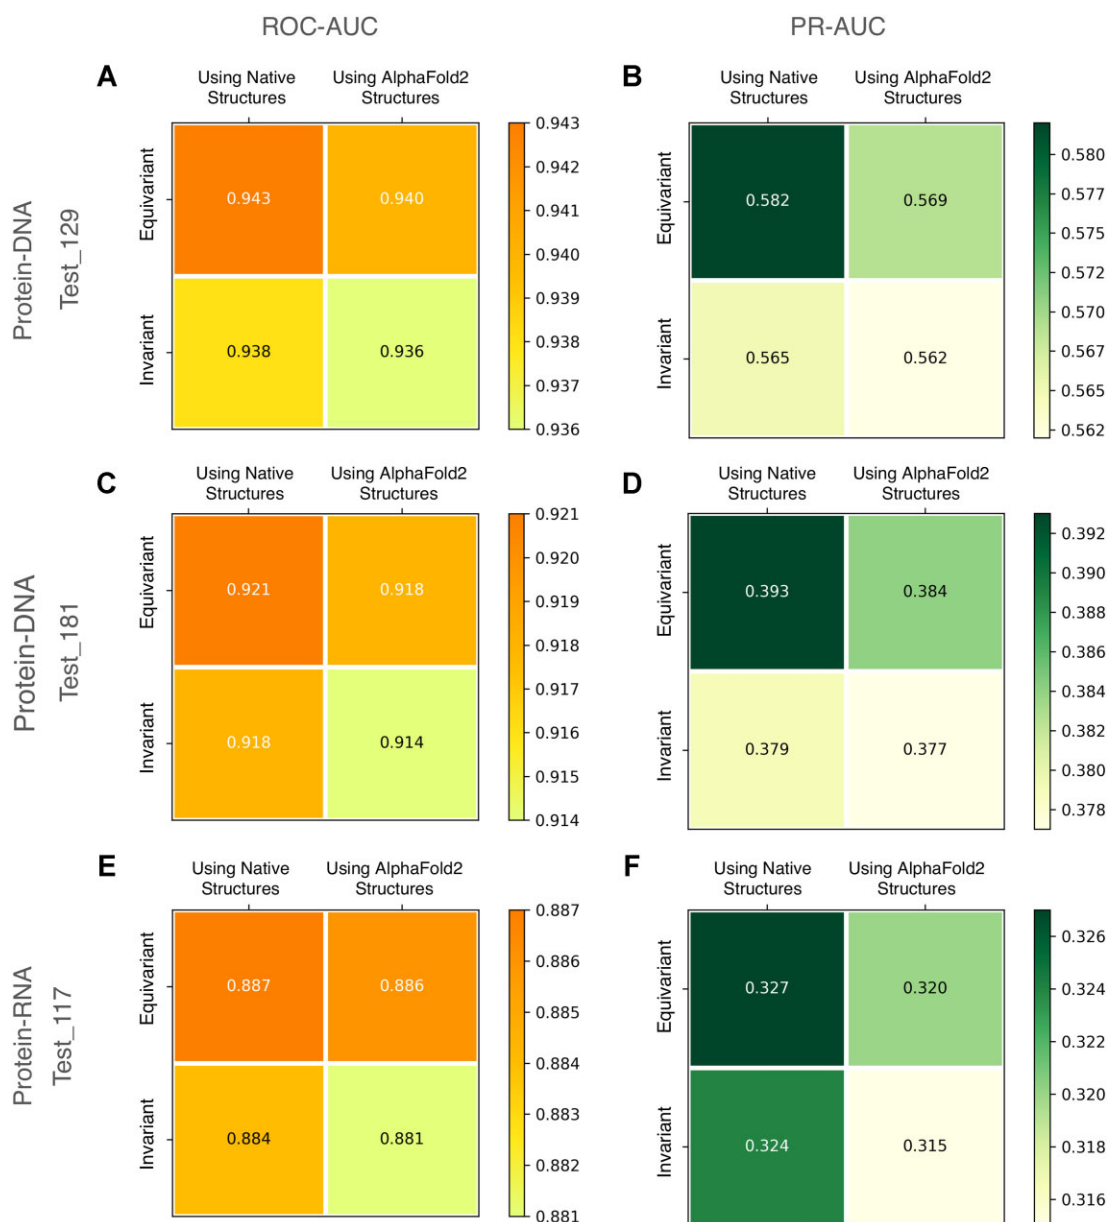 ROC-AUC
PR-AUC
Protein-DNA
Test_129
A
Using Native
Structures
Using AlphaFold2
Structures
Equivariant
Invariant
0.943
0.940
0.938
0.936
0.943
0.942
0.941
0.940
0.939
0.938
0.937
0.936
B
Using Native
Structures
Using AlphaFold2
Structures
Equivariant
Invariant
0.582
0.569
0.565
0.562
0.580
0.577
0.575
0.572
0.570
0.567
0.565
0.562
Protein-DNA
Test_181
C
Using Native
Structures
Using AlphaFold2
Structures
Equivariant
Invariant
0.921
0.918
0.918
0.914
0.921
0.920
0.919
0.918
0.917
0.916
0.915
0.914
D
Using Native
Structures
Using AlphaFold2
Structures
Equivariant
Invariant
0.393
0.384
0.379
0.377
0.392
0.390
0.388
0.386
0.384
0.382
0.380
0.378
Protein-RNA
Test_117
E
Using Native
Structures
Using AlphaFold2
Structures
Equivariant
Invariant
0.887
0.886
0.884
0.881
0.887
0.886
0.885
0.884
0.883
0.882
0.881
F
Using Native
Structures
Using AlphaFold2
Structures
Equivariant
Invariant
0.327
0.320
0.324
0.315
0.326
0.324
0.322
0.320
0.318
0.316